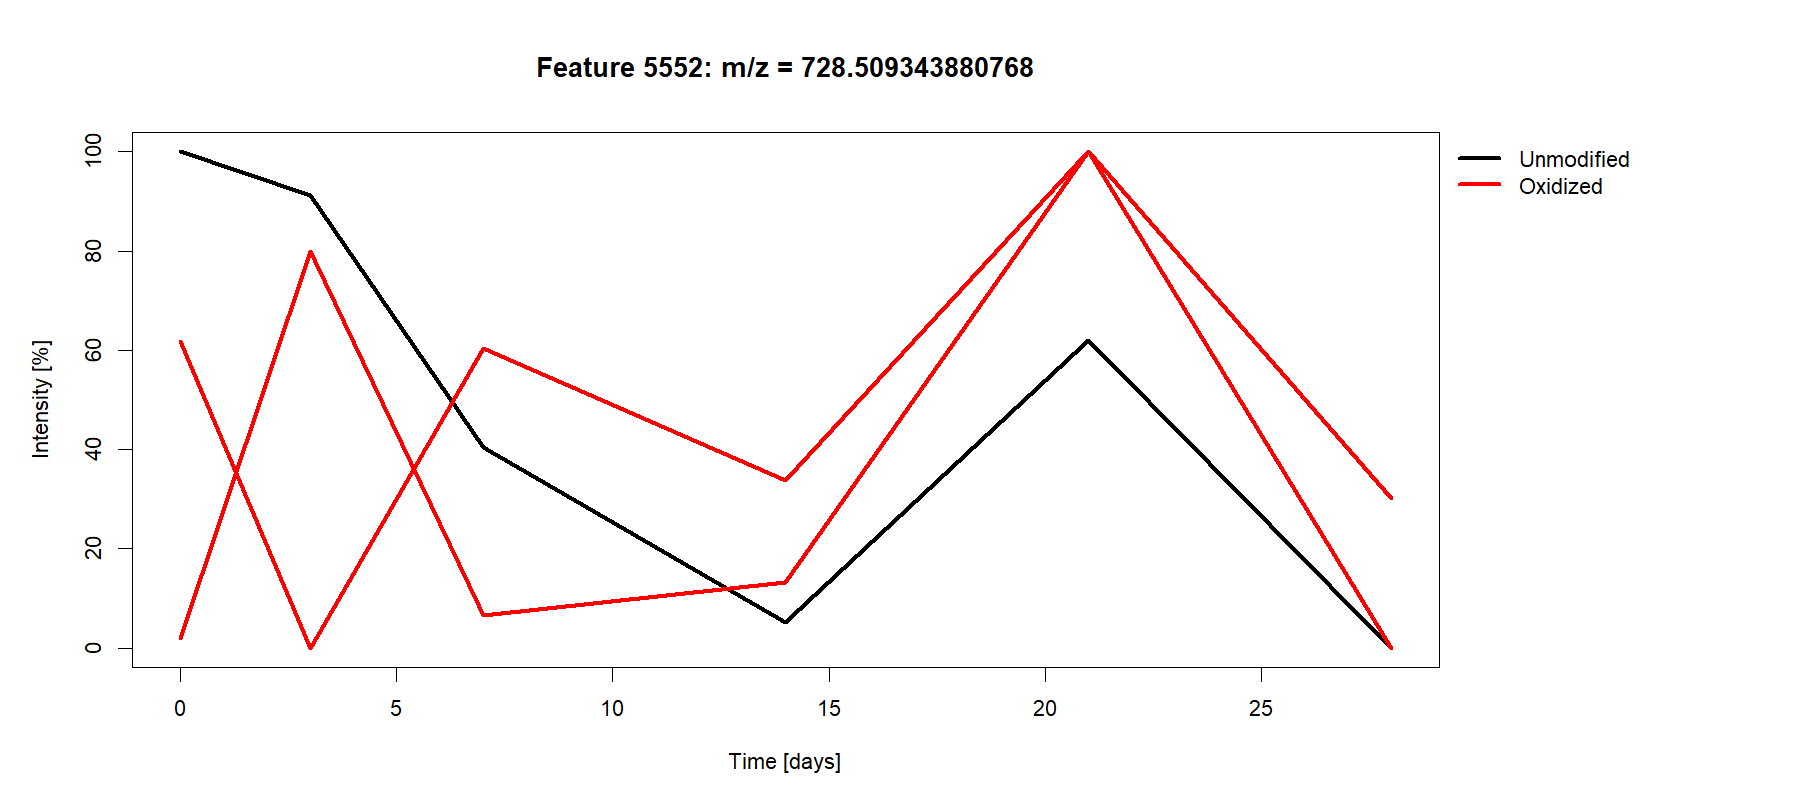 Feature 5552: m/z = 728.509343880768
Unmodified
Oxidized
Intensity [%]
100
80
60
40
20
0
0 5 10 15 20 25
Time [days]